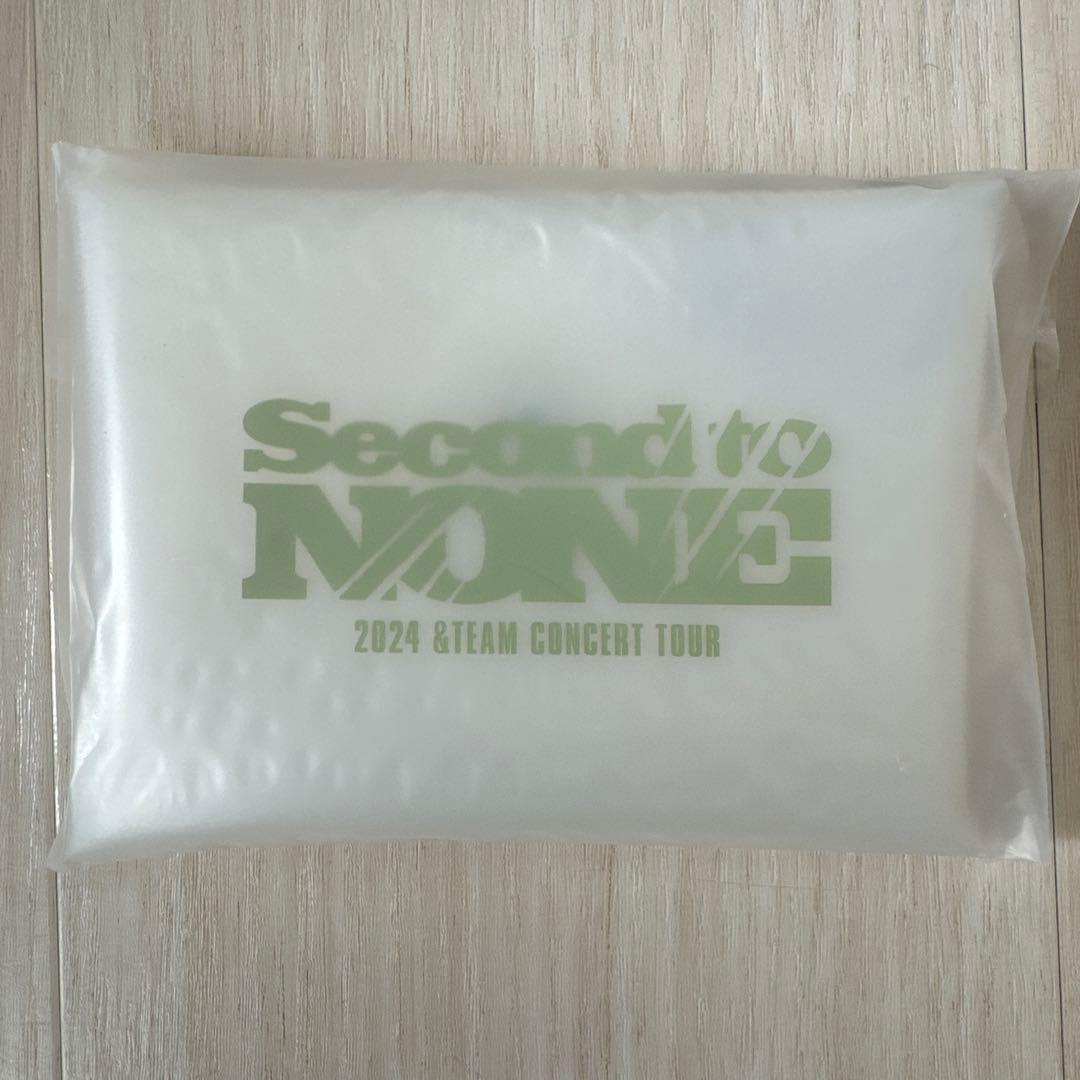 Second to
NONE
2024 &TEAM CONCERT TOUR